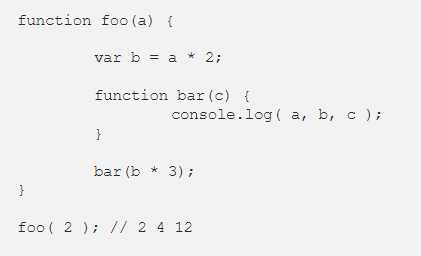 function foo(a) {
var b = a * 2;
function bar(c) {
console.log( a, b, c );
}
bar(b * 3);
}
foo( 2 ); // 2 4 12